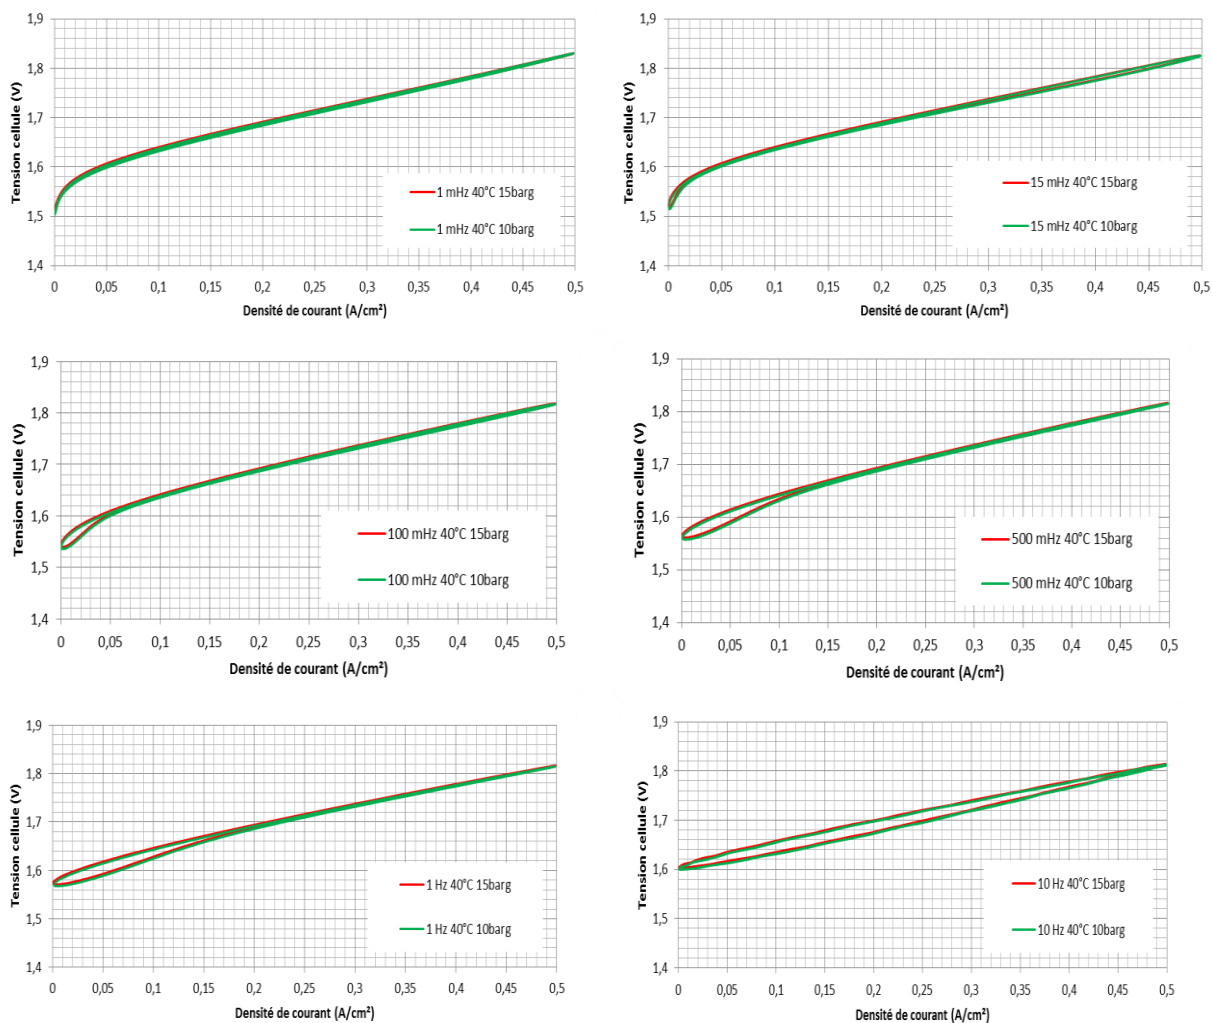 1,9
1,8
1,7
1,6
1,5
1,4
Tension cellule (V)
1 mHz 40°C 15barg
1 mHz 40°C 10barg
0 0,05 0,1 0,15 0,2 0,25 0,3 0,35 0,4 0,45 0,5
Densité de courant (A/cm²)
1,9
1,8
1,7
1,6
1,5
1,4
Tension cellule (V)
15 mHz 40°C 15barg
15 mHz 40°C 10barg
0 0,05 0,1 0,15 0,2 0,25 0,3 0,35 0,4 0,45 0,5
Densité de courant (A/cm²)
1,9
1,8
1,7
1,6
1,5
1,4
Tension cellule (V)
100 mHz 40°C 15barg
100 mHz 40°C 10barg
0 0,05 0,1 0,15 0,2 0,25 0,3 0,35 0,4 0,45 0,5
Densité de courant (A/cm²)
1,9
1,8
1,7
1,6
1,5
1,4
Tension cellule (V)
500 mHz 40°C 15barg
500 mHz 40°C 10barg
0 0,05 0,1 0,15 0,2 0,25 0,3 0,35 0,4 0,45 0,5
Densité de courant (A/cm²)
1,9
1,8
1,7
1,6
1,5
1,4
Tension cellule (V)
1 Hz 40°C 15barg
1 Hz 40°C 10barg
0 0,05 0,1 0,15 0,2 0,25 0,3 0,35 0,4 0,45 0,5
Densité de courant (A/cm²)
1,9
1,8
1,7
1,6
1,5
1,4
Tension cellule (V)
10 Hz 40°C 15barg
10 Hz 40°C 10barg
0 0,05 0,1 0,15 0,2 0,25 0,3 0,35 0,4 0,45 0,5
Densité de courant (A/cm²)